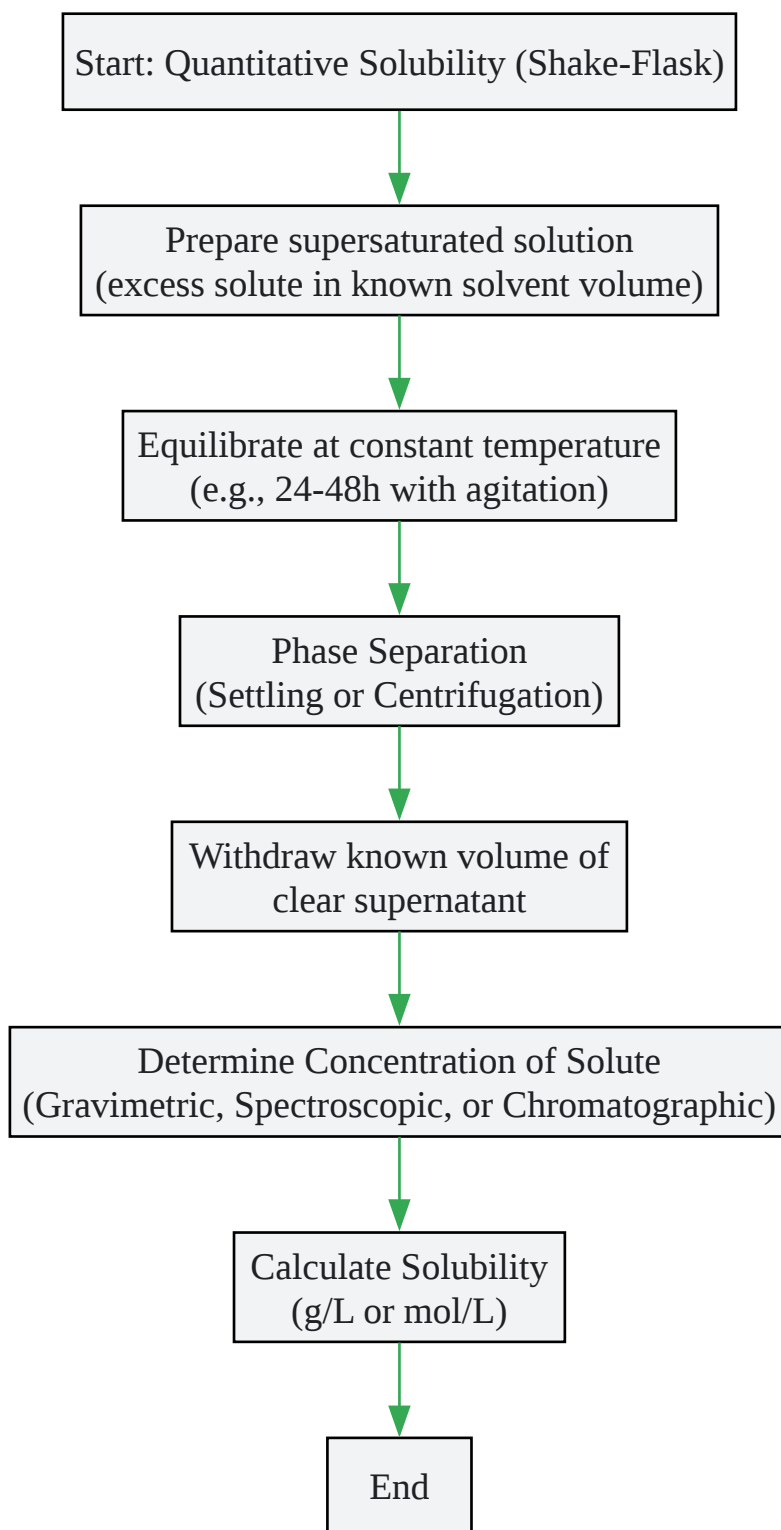 Start: Quantitative Solubility (Shake-Flask)
Prepare supersaturated solution
(excess solute in known solvent volume)
Equilibrate at constant temperature
(e.g., 24-48h with agitation)
Phase Separation
(Settling or Centrifugation)
Withdraw known volume of
clear supernatant
Determine Concentration of Solute
(Gravimetric, Spectroscopic, or Chromatographic)
Calculate Solubility
(g/L or mol/L)
End